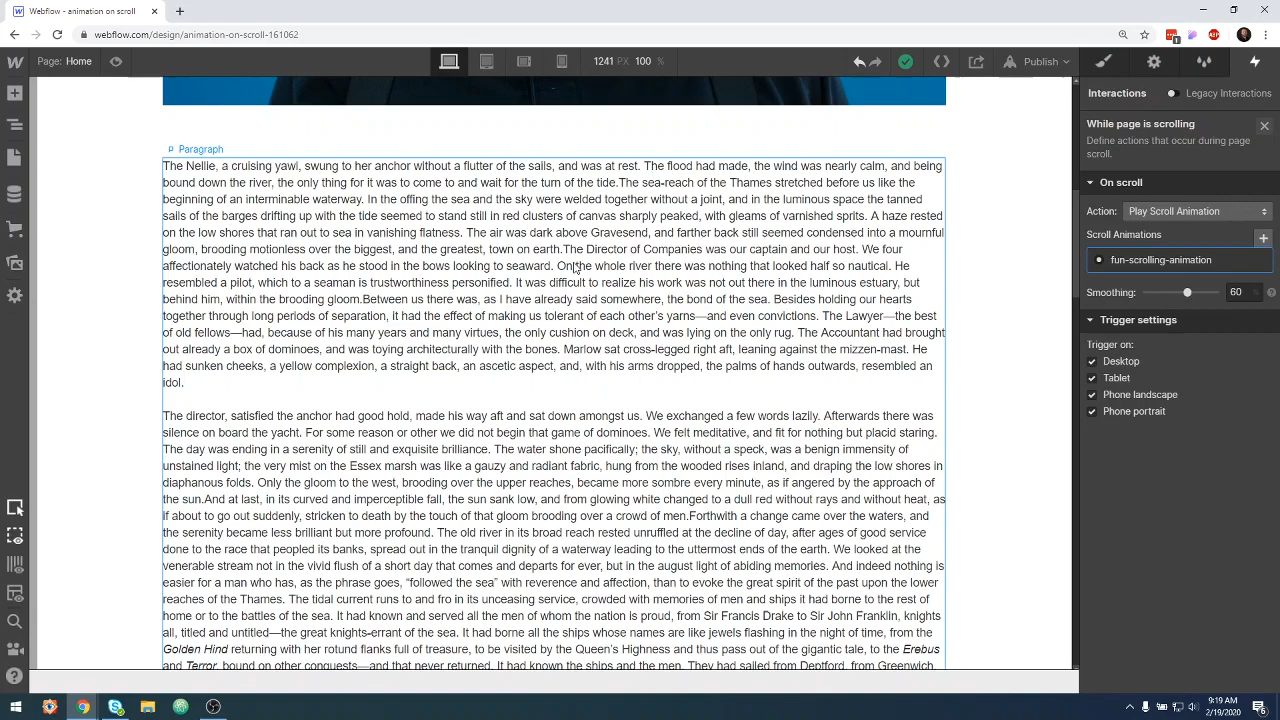 Webflow - animation on scroll
webflow.com/design/animation-on-scroll-161062
Page: Home
1241 PX 100 %
Publish
Interactions
Legacy Interactions
While page is scrolling
Define actions that occur during page
scroll.
On scroll
Action: Play Scroll Animation
Scroll Animations
fun-scrolling-animation
Smoothing: 60
Trigger settings
Trigger on:
Desktop
Tablet
Phone landscape
Phone portrait
Paragraph
The Nellie, a cruising yawl, swung to her anchor without a flutter of the sails, and was at rest. The flood had made, the wind was nearly calm, and being
bound down the river, the only thing for it was to come to and wait for the turn of the tide.The sea-reach of the Thames stretched before us like the
beginning of an interminable waterway. In the offing the sea and the sky were welded together without a joint, and in the luminous space the tanned
sails of the barges drifting up with the tide seemed to stand still in red clusters of canvas sharply peaked, with gleams of varnished sprits. A haze rested
on the low shores that ran out to sea in vanishing flatness. The air was dark above Gravesend, and farther back still seemed condensed into a mournful
gloom, brooding motionless over the biggest, and the greatest, town on earth.The Director of Companies was our captain and our host. We four
affectionately watched his back as he stood in the bows looking to seaward. On the whole river there was nothing that looked half so nautical. He
resembled a pilot, which to a seaman is trustworthiness personified. It was difficult to realize his work was not out there in the luminous estuary, but
behind him, within the brooding gloom.Between us there was, as I have already said somewhere, the bond of the sea. Besides holding our hearts
together through long periods of separation, it had the effect of making us tolerant of each other’s yarns—and even convictions. The Lawyer—the best
of old fellows—had, because of his many years and many virtues, the only cushion on deck, and was lying on the only rug. The Accountant had brought
out already a box of dominoes, and was toying architecturally with the bones. Marlow sat cross-legged right aft, leaning against the mizzen-mast. He
had sunken cheeks, a yellow complexion, a straight back, an ascetic aspect, and, with his arms dropped, the palms of hands outwards, resembled an
idol.
The director, satisfied the anchor had good hold, made his way aft and sat down amongst us. We exchanged a few words lazily. Afterwards there was
silence on board the yacht. For some reason or other we did not begin that game of dominoes. We felt meditative, and fit for nothing but placid staring.
The day was ending in a serenity of still and exquisite brilliance. The water shone pacifically; the sky, without a speck, was a benign immensity of
unstained light; the very mist on the Essex marsh was like a gauzy and radiant fabric, hung from the wooded rises inland, and draping the low shores in
diaphanous folds. Only the gloom to the west, brooding over the upper reaches, became more sombre every minute, as if angered by the approach of
the sun.And at last, in its curved and imperceptible fall, the sun sank low, and from glowing white changed to a dull red without rays and without heat, as
if about to go out suddenly, stricken to death by the touch of that gloom brooding over a crowd of men.Forthwith a change came over the waters, and
the serenity became less brilliant but more profound. The old river in its broad reach rested unruffled at the decline of day, after ages of good service
done to the race that peopled its banks, spread out in the tranquil dignity of a waterway leading to the uttermost ends of the earth. We looked at the
venerable stream not in the vivid flush of a short day that comes and departs for ever, but in the august light of abiding memories. And indeed nothing is
easier for a man who has, as the phrase goes, “followed the sea” with reverence and affection, than to evoke the great spirit of the past upon the lower
reaches of the Thames. The tidal current runs to and fro in its unceasing service, crowded with memories of men and ships it had borne to the rest of
home or to the battles of the sea. It had known and served all the men of whom the nation is proud, from Sir Francis Drake to Sir John Franklin, knights
all, titled and untitled—the great knights-errant of the sea. It had borne all the ships whose names are like jewels flashing in the night of time, from the
Golden Hind returning with her rotund flanks full of treasure, to be visited by the Queen’s Highness and thus pass out of the gigantic tale, to the Erebus
and Terror, bound on other conquests—and that never returned. It had known the ships and the men. They had sailed from Deptford, from Greenwich,
9:19 AM
2/19/2020